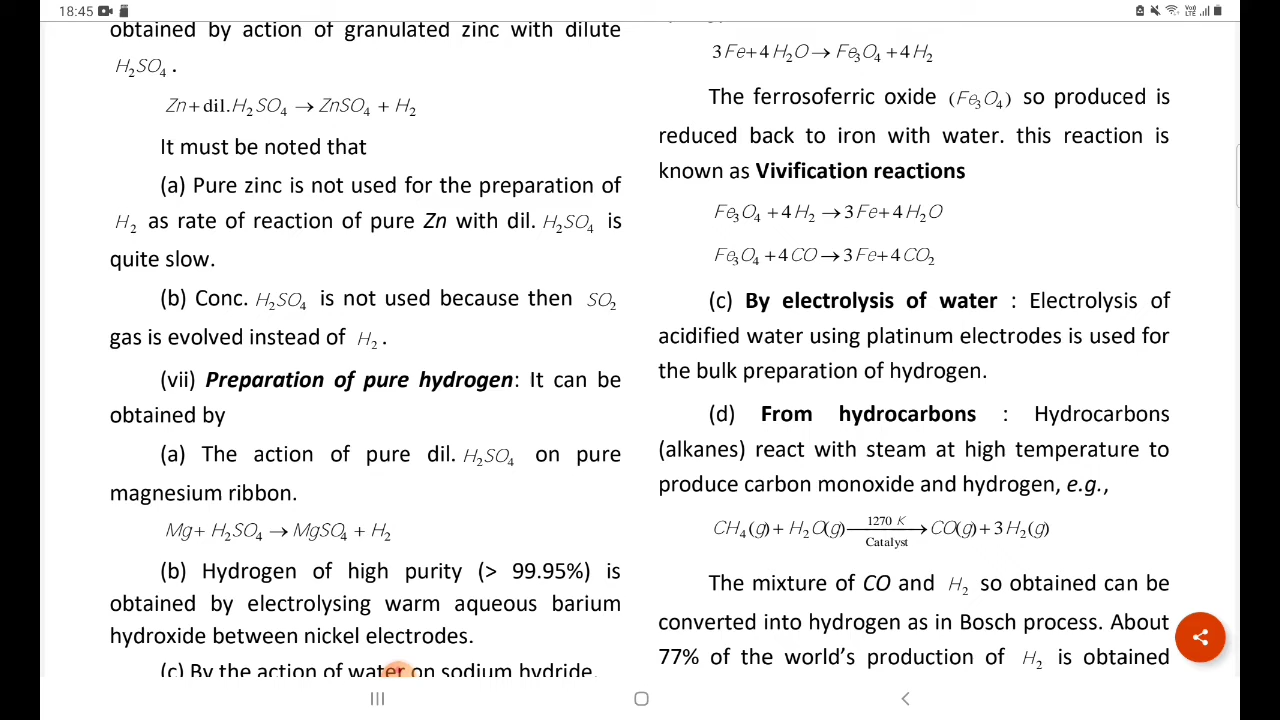 18:45
obtained by action of granulated zinc with dilute
H₂SO₄ .
Zn + dil. H₂SO₄ → ZnSO₄ + H₂
It must be noted that
(a) Pure zinc is not used for the preparation of
H₂ as rate of reaction of pure Zn with dil. H₂SO₄ is
quite slow.
(b) Conc. H₂SO₄ is not used because then SO₂
gas is evolved instead of H₂ .
(vii) Preparation of pure hydrogen: It can be
obtained by
(a) The action of pure dil. H₂SO₄ on pure
magnesium ribbon.
Mg + H₂SO₄ → MgSO₄ + H₂
(b) Hydrogen of high purity (> 99.95%) is
obtained by electrolysing warm aqueous barium
hydroxide between nickel electrodes.
(c) By the action of water on sodium hydride.
3Fe + 4H₂O → Fe₃O₄ + 4H₂
The ferrosoferric oxide (Fe₃O₄) so produced is
reduced back to iron with water. this reaction is
known as Vivification reactions
Fe₃O₄ + 4H₂ → 3Fe + 4H₂O
Fe₃O₄ + 4CO → 3Fe + 4CO₂
(c) By electrolysis of water : Electrolysis of
acidified water using platinum electrodes is used for
the bulk preparation of hydrogen.
(d) From hydrocarbons : Hydrocarbons
(alkanes) react with steam at high temperature to
produce carbon monoxide and hydrogen, e.g.,
1270 K
CH₄(g) + H₂O(g) → CO(g) + 3H₂(g)
Catalyst
The mixture of CO and H₂ so obtained can be
converted into hydrogen as in Bosch process. About
77% of the world’s production of H₂ is obtained